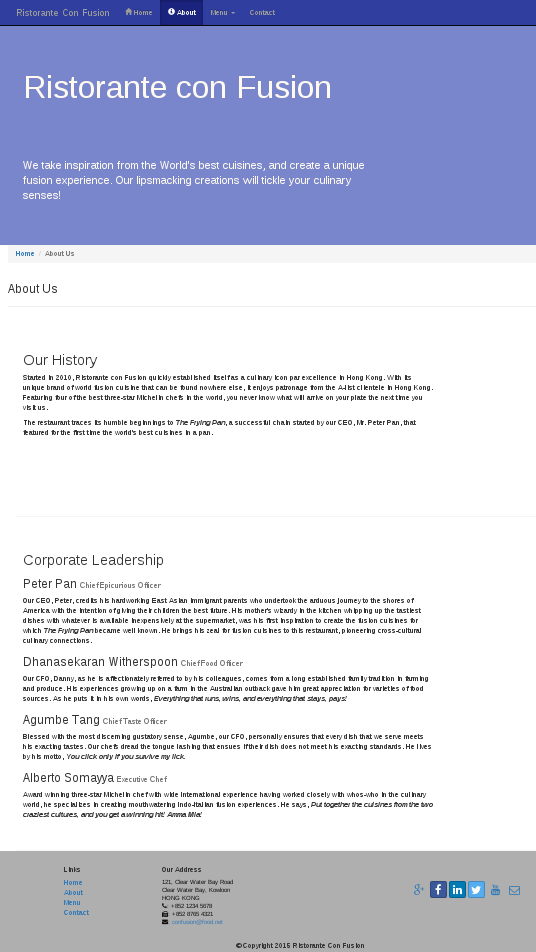 Ristorante Con Fusion Home About Menu Contact
Ristorante con Fusion
We take inspiration from the World's best cuisines, and create a unique
fusion experience. Our lipsmacking creations will tickle your culinary
senses!
Home / About Us
About Us
Our History
Started in 2010, Ristorante con Fusion quickly established itself as a culinary icon par excellence in Hong Kong. With its
unique brand of world fusion cuisine that can be found nowhere else, it enjoys patronage from the A-list clientele in Hong Kong.
Featuring four of the best three-star Michelin chefs in the world, you never know what will arrive on your plate the next time you
visit us.
The restaurant traces its humble beginnings to The Frying Pan, a successful chain started by our CEO, Mr. Peter Pan, that
featured for the first time the world's best cuisines in a pan.
Corporate Leadership
Peter Pan Chief Epicurious Officer
Our CEO, Peter, credits his hardworking East Asian immigrant parents who undertook the arduous journey to the shores of
America with the intention of giving their children the best future. His mother's wizardy in the kitchen whipping up the tastiest
dishes with whatever is available inexpensively at the supermarket, was his first inspiration to create the fusion cuisines for
which The Frying Pan became well known. He brings his zeal for fusion cuisines to this restaurant, pioneering cross-cultural
culinary connections.
Dhanasekaran Witherspoon Chief Food Officer
Our CFO, Danny, as he is affectionately referred to by his colleagues, comes from a long established family tradition in farming
and produce. His experiences growing up on a farm in the Australian outback gave him great appreciation for varieties of food
sources. As he puts it in his own words, Everything that runs, wins, and everything that stays, pays!
Agumbe Tang Chief Taste Officer
Blessed with the most discerning gustatory sense, Agumbe, our CFO, personally ensures that every dish that we serve meets
his exacting tastes. Our chefs dread the tongue lashing that ensues if their dish does not meet his exacting standards. He lives
by his motto, You click only if you survive my lick.
Alberto Somayya Executive Chef
Award winning three-star Michelin chef with wide International experience having worked closely with whos-who in the culinary
world, he specializes in creating mouthwatering Indo-Italian fusion experiences. He says, Put together the cuisines from the two
craziest cultures, and you get a winning hit! Amma Mia!
Links
Home
About
Menu
Contact
Our Address
121, Clear Water Bay Road
Clear Water Bay, Kowloon
HONG KONG
: +852 1234 5678
: +852 8765 4321
: confusion@food.net
© Copyright 2015 Ristorante Con Fusion